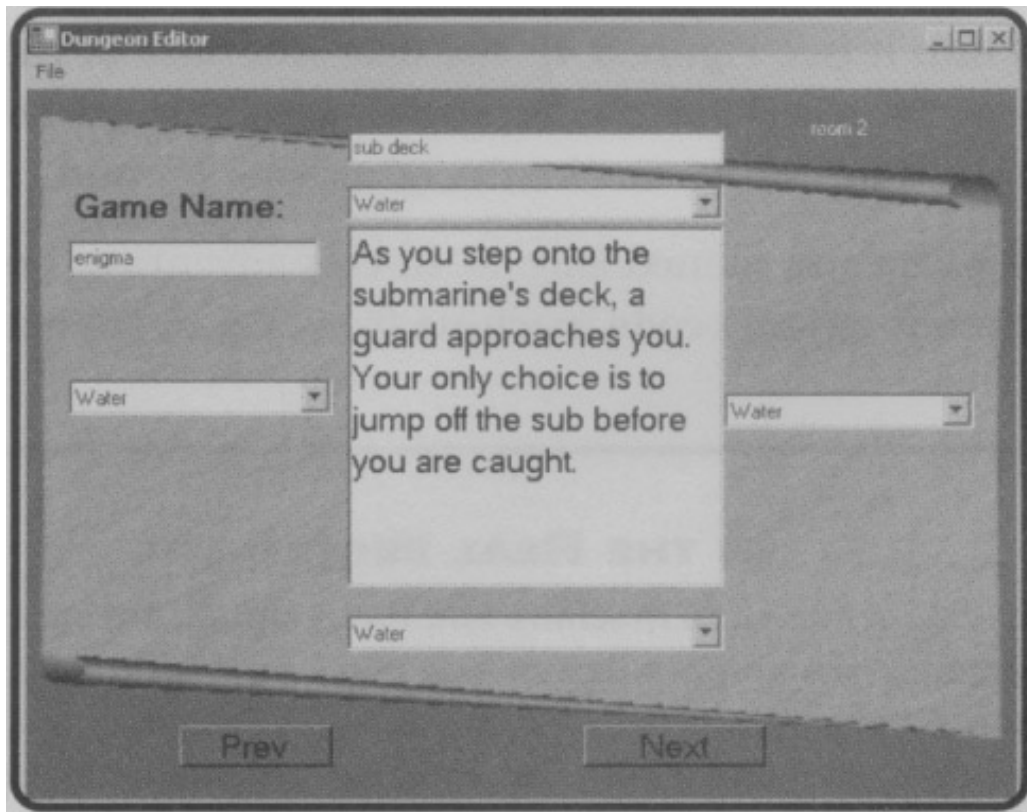 Dungeon Editor
File
room 2
sub deck
Game Name:
Water
enigma
As you step onto the
submarine's deck, a
guard approaches you.
Your only choice is to
jump off the sub before
you are caught.
Water
Water
Water
Prev
Next